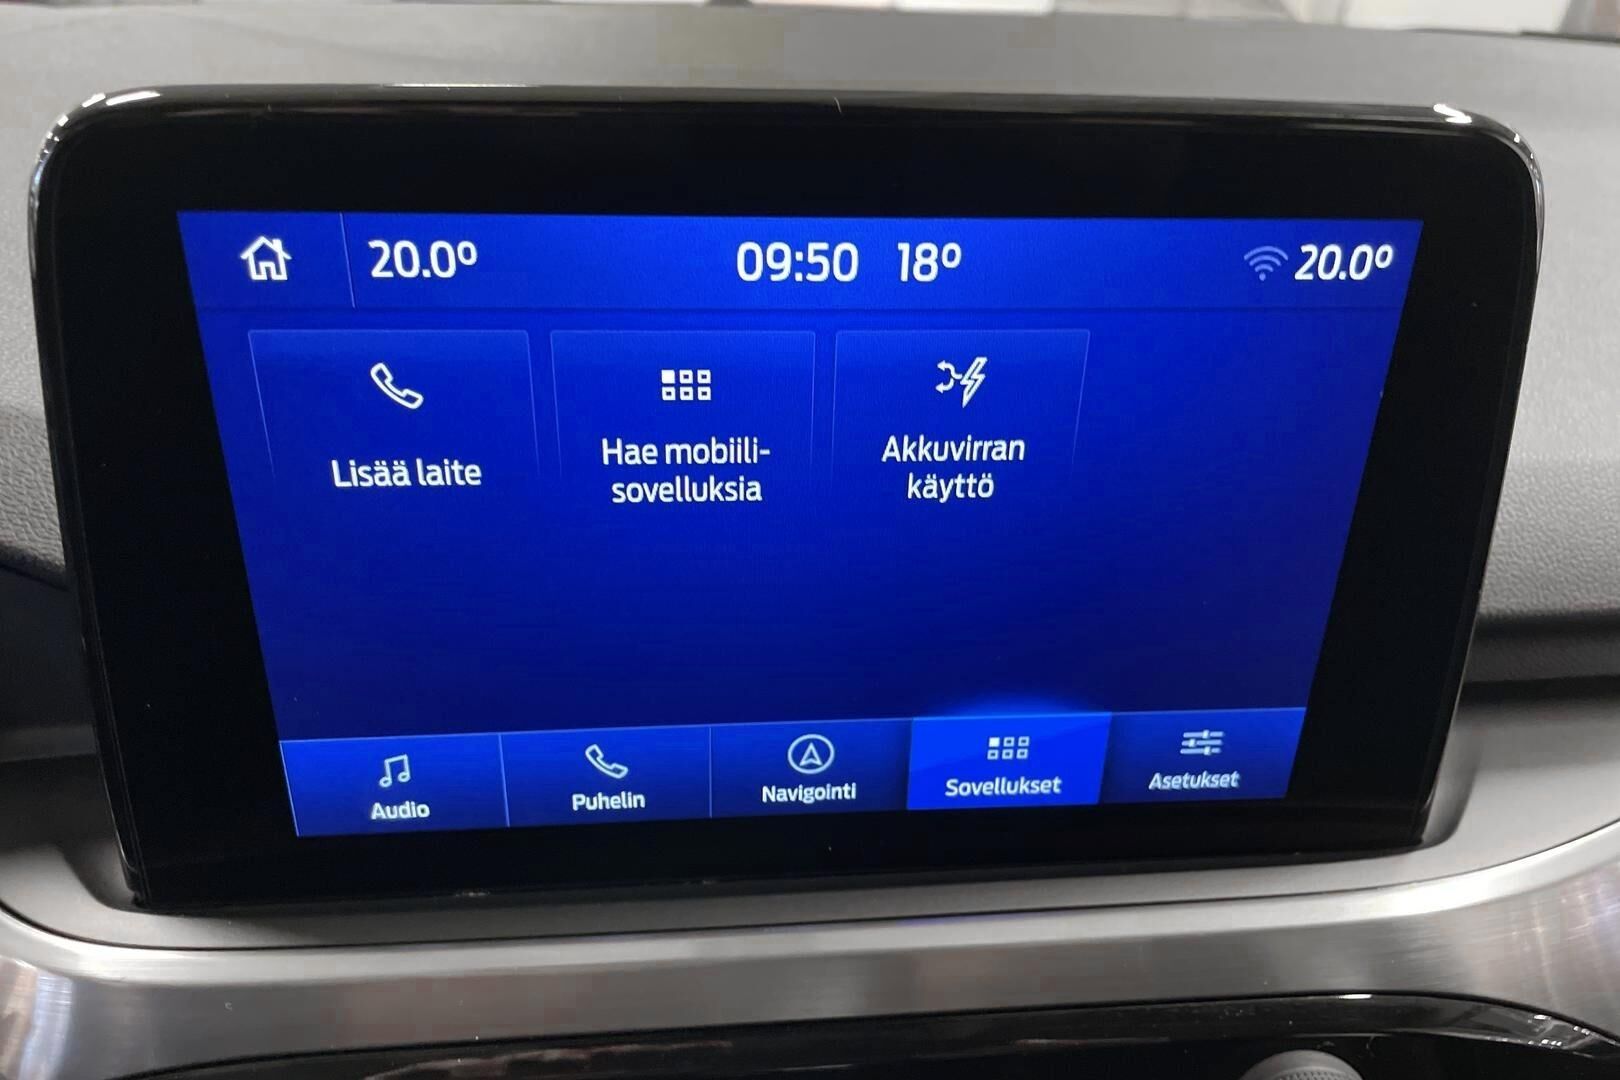 20.0º 09:50 18º 20.0º
Lisää laite
Hae mobiili-
sovelluksia
Akkuvirran
käyttö
Audio Puhelin Navigointi Sovellukset Asetukset